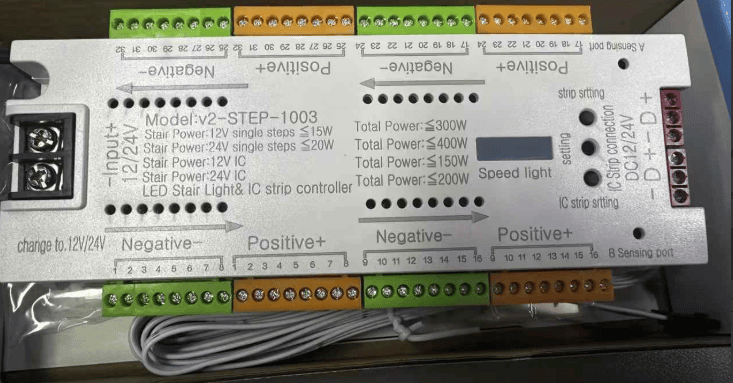 32 31 30 29 28 27 26 25
32 31 30 29 28 27 26 25
24 23 22 21 20 19 18 17
24 23 22 21 20 19 18 17
A Sensing port
Negative-
Positive+
Negative-
Positive+
strip srtting
Model:v2-STEP-1003
Stair Power:12V single steps ≦15W
Stair Power:24V single steps ≦20W
Stair Power:12V IC
Stair Power:24V IC
LED Stair Light& IC strip controller
Total Power:≦300W
Total Power:≦400W
Total Power:≦150W
Total Power:≦200W
-Input+
12/24V
Speed light
setting
IC Strip connection
DC12/24V
- D + - D +
IC strip srtting
change to.12V/24V
Negative-
Positive+
Negative-
Positive+
B Sensing port
1 2 3 4 5 6 7 8
1 2 3 4 5 6 7 8
9 10 11 12 13 14 15 16
9 10 11 12 13 14 15 16